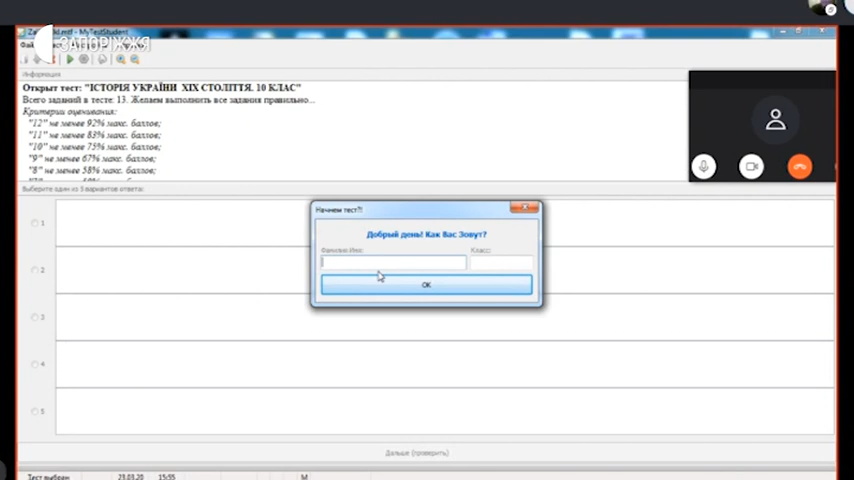 MyTestStudent
ЗАПОРІЖЖЯ
Информация
Открыт тест: "ІСТОРІЯ УКРАЇНИ XIX СТОЛІТТЯ. 10 КЛАС"
Всего заданий в тесте: 13. Желаем выполнить все задания правильно...
Критерии оценивания:
"12" не менее 92% макс. баллов;
"11" не менее 83% макс. баллов;
"10" не менее 75% макс. баллов;
"9" не менее 67% макс. баллов;
"8" не менее 58% макс. баллов;
Выберите один из 5 вариантов ответа:
Начнем тест?!
Добрый день! Как Вас Зовут?
Фамилия Имя:
Класс:
OK
1
2
3
4
5
Дальше (проверить)
Тест выбран
23.03.20
15:55
М